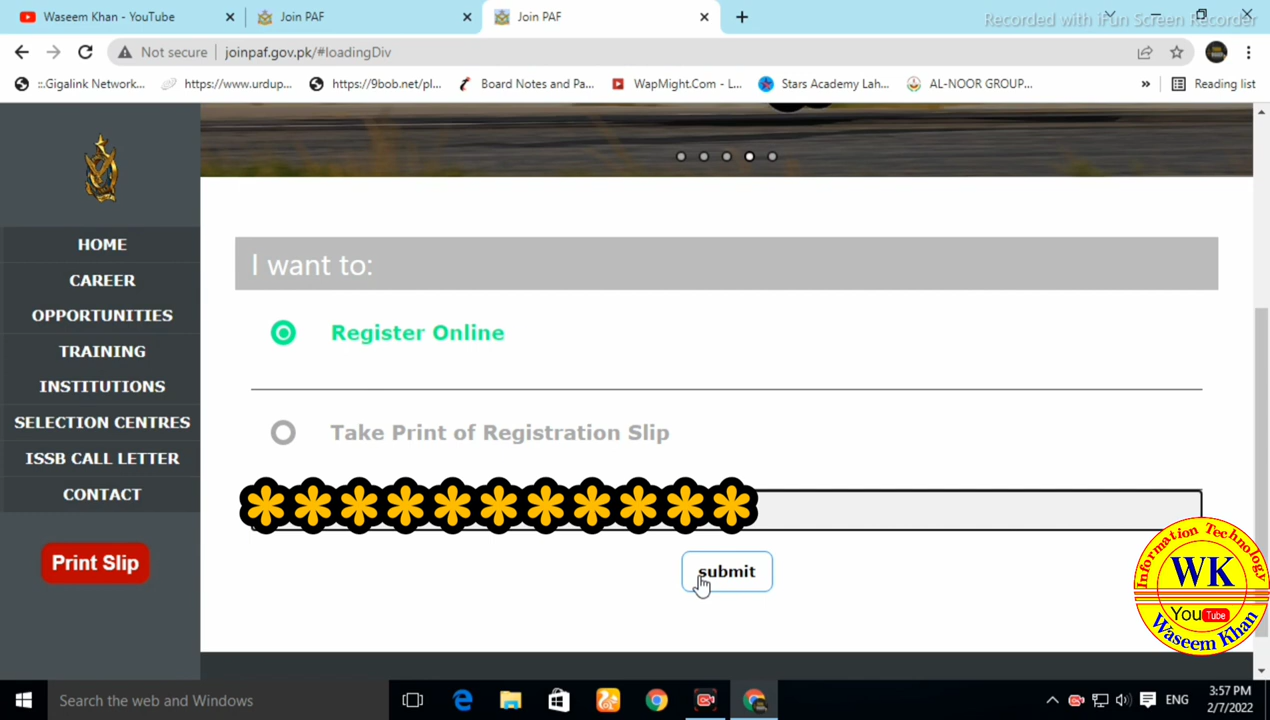 Waseem Khan - YouTube
Join PAF
Join PAF
Recorded with iFun Screen Recorder
Not secure
joinpaf.gov.pk/#loadingDiv
::.Gigalink Network...
https://www.urdup...
https://9bob.net/pl...
Board Notes and Pa...
WapMight.Com - L...
Stars Academy Lah...
AL-NOOR GROUP...
»
Reading list
HOME
CAREER
OPPORTUNITIES
TRAINING
INSTITUTIONS
SELECTION CENTRES
ISSB CALL LETTER
CONTACT
Print Slip
I want to:
Register Online
Take Print of Registration Slip
submit
Information Technology
WK
YouTube
Waseem Khan
Search the web and Windows
ENG
3:57 PM
2/7/2022